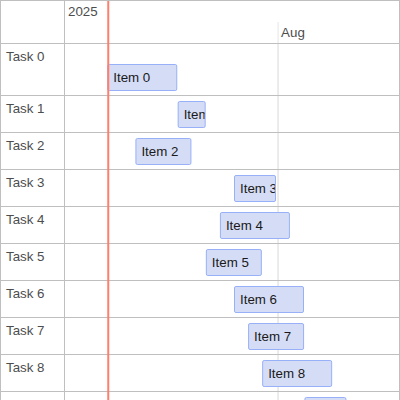 2025
Aug
Task 0
Item 0
Task 1
Item
Task 2
Item 2
Task 3
Item 3
Task 4
Item 4
Task 5
Item 5
Task 6
Item 6
Task 7
Item 7
Task 8
Item 8